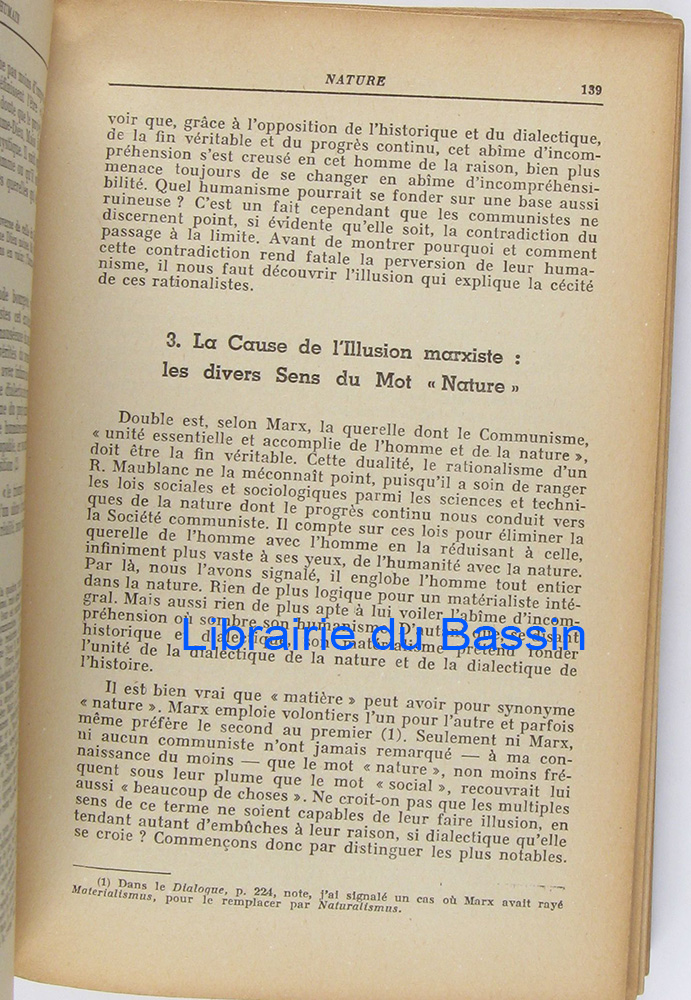 HUMAIN
NATURE
139
voir que, grâce à l'opposition de l'historique et du dialectique,
de la fin véritable et du progrès continu, cet abîme d'incom-
préhension s'est creusé en cet homme de la raison, bien plus
menace toujours de se changer en abîme d'incompréhensi-
bilité. Quel humanisme pourrait se fonder sur une base aussi
ruineuse ? C'est un fait cependant que les communistes ne
discernent point, si évidente qu'elle soit, la contradiction du
passage à la limite. Avant de montrer pourquoi et comment
cette contradiction rend fatale la perversion de leur huma-
nisme, il nous faut découvrir l'illusion qui explique la cécité
de ces rationalistes.
3. La Cause de l'Illusion marxiste :
les divers Sens du Mot « Nature »
Double est, selon Marx, la querelle dont le Communisme,
« unité essentielle et accomplie de l'homme et de la nature »,
doit être la fin véritable. Cette dualité, le rationalisme d'un
R. Maublanc ne la méconnaît point, puisqu'il a soin de ranger
les lois sociales et sociologiques parmi les sciences et techni-
ques de la nature dont le progrès continu nous conduit vers
la Société communiste. Il compte sur ces lois pour éliminer la
querelle de l'homme avec l'homme en la réduisant à celle,
infiniment plus vaste à ses yeux, de l'humanité avec la nature.
Par là, nous l'avons signalé, il englobe l'homme tout entier
dans la nature. Rien de plus logique pour un matérialiste inté-
gral. Mais aussi rien de plus apte à lui voiler l'abîme d'incom-
préhension où sombre son humanisme. D'autant que, se disant
historique et dialectique, son matérialisme prétend fonder
l'unité de la dialectique de la nature et de la dialectique de
l'histoire.
Librairie du Bassin
Il est bien vrai que « matière » peut avoir pour synonyme
« nature ». Marx emploie volontiers l'un pour l'autre et parfois
même préfère le second au premier (1). Seulement ni Marx,
ni aucun communiste n'ont jamais remarqué — à ma con-
naissance du moins — que le mot « nature », non moins fré-
quent sous leur plume que le mot « social », recouvrait lui
aussi « beaucoup de choses ». Ne croit-on pas que les multiples
sens de ce terme ne soient capables de leur faire illusion, en
tendant autant d'embûches à leur raison, si dialectique qu'elle
se croie ? Commençons donc par distinguer les plus notables.
(1) Dans le Dialogue, p. 224, note, j'ai signalé un cas où Marx avait rayé
Materialismus, pour le remplacer par Naturalismus.